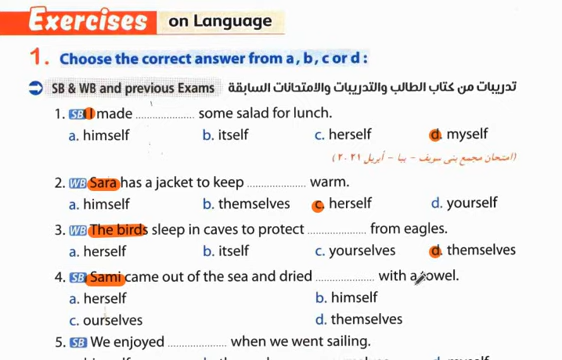 Exercises on Language
1. Choose the correct answer from a, b, c or d :
SB & WB and previous Exams تدريبات من كتاب الطالب والتدريبات والامتحانات السابقة
1. SB I made ................ some salad for lunch.
a. himself b. itself c. herself d. myself
(امتحان مجمع بنى سويف - ببا - أبريل ٢٠٢١)
2. WB Sara has a jacket to keep ................ warm.
a. himself b. themselves c. herself d. yourself
3. WB The birds sleep in caves to protect ................ from eagles.
a. herself b. itself c. yourselves d. themselves
4. SB Sami came out of the sea and dried ................ with a towel.
a. herself b. himself
c. ourselves d. themselves
5. SB We enjoyed ................ when we went sailing.